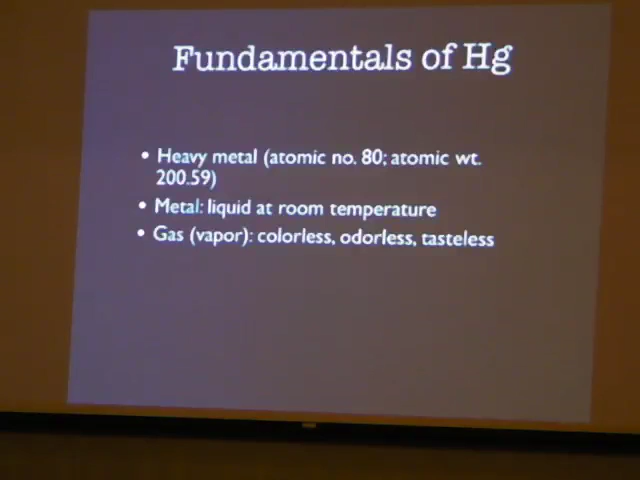 Fundamentals of Hg
• Heavy metal (atomic no. 80; atomic wt.
200.59)
• Metal: liquid at room temperature
• Gas (vapor): colorless, odorless, tasteless